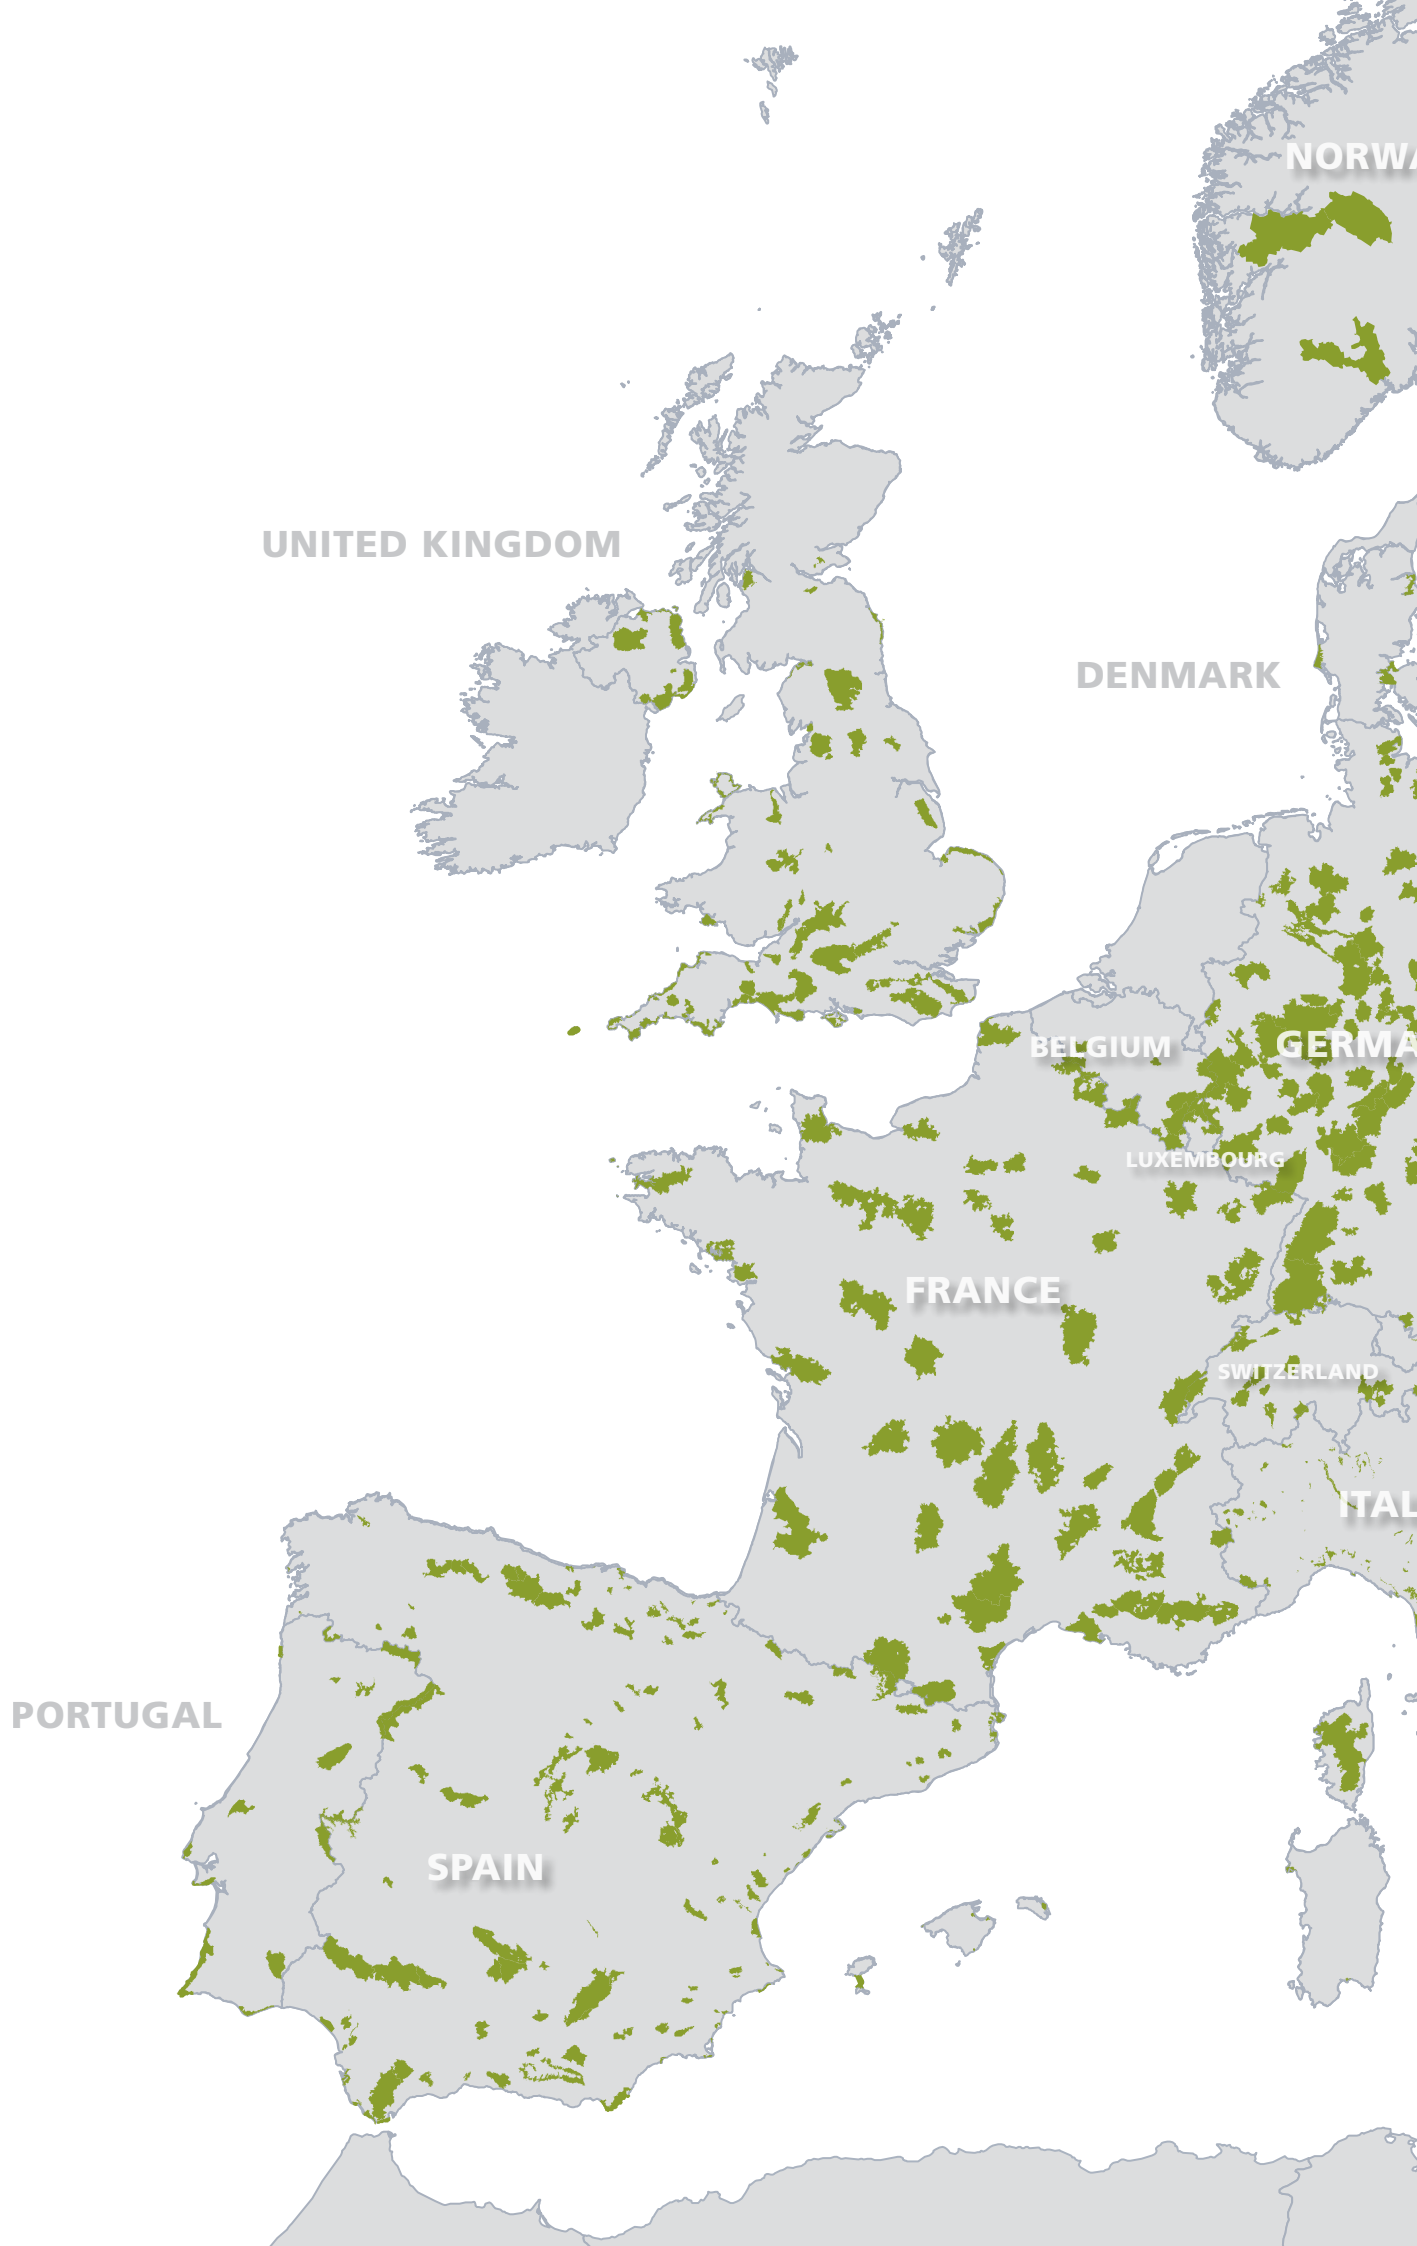 NORWA
UNITED KINGDOM
DENMARK
BELGIUM
GERMA
LUXEMBOURG
FRANCE
SWITZERLAND
ITAL
PORTUGAL
SPAIN